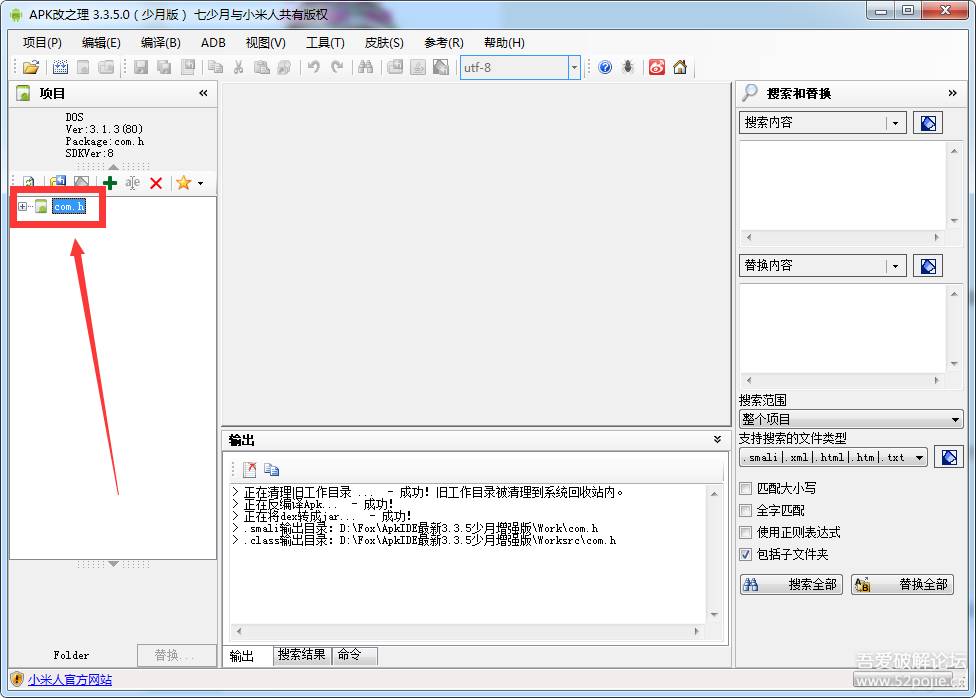 APK改之理 3.3.5.0（少月版） 七少月与小米人共有版权
项目(P) 编辑(E) 编译(B) ADB 视图(V) 工具(T) 皮肤(S) 参考(R) 帮助(H)
utf-8
项目
DOS
Ver:3.1.3(80)
Package:com.h
SDKVer:8
com.h
Folder
替换...
输出
> 正在清理旧工作目录 ... - 成功! 旧工作目录被清理到系统回收站内。
> 正在反编译Apk... - 成功!
> 正在将dex转成jar... - 成功!
> .smali输出目录: D:\Fox\ApkIDE最新3.3.5少月增强版\Work\com.h
> .class输出目录: D:\Fox\ApkIDE最新3.3.5少月增强版\Worksrc\com.h
输出 搜索结果 命令
搜索和替换
搜索内容
替换内容
搜索范围
整个项目
支持搜索的文件类型
.smali|.xml|.html|.htm|.txt
匹配大小写
全字匹配
使用正则表达式
包括子文件夹
搜索全部 替换全部
小米人官方网站
吾爱破解论坛
www.52pojie.cn